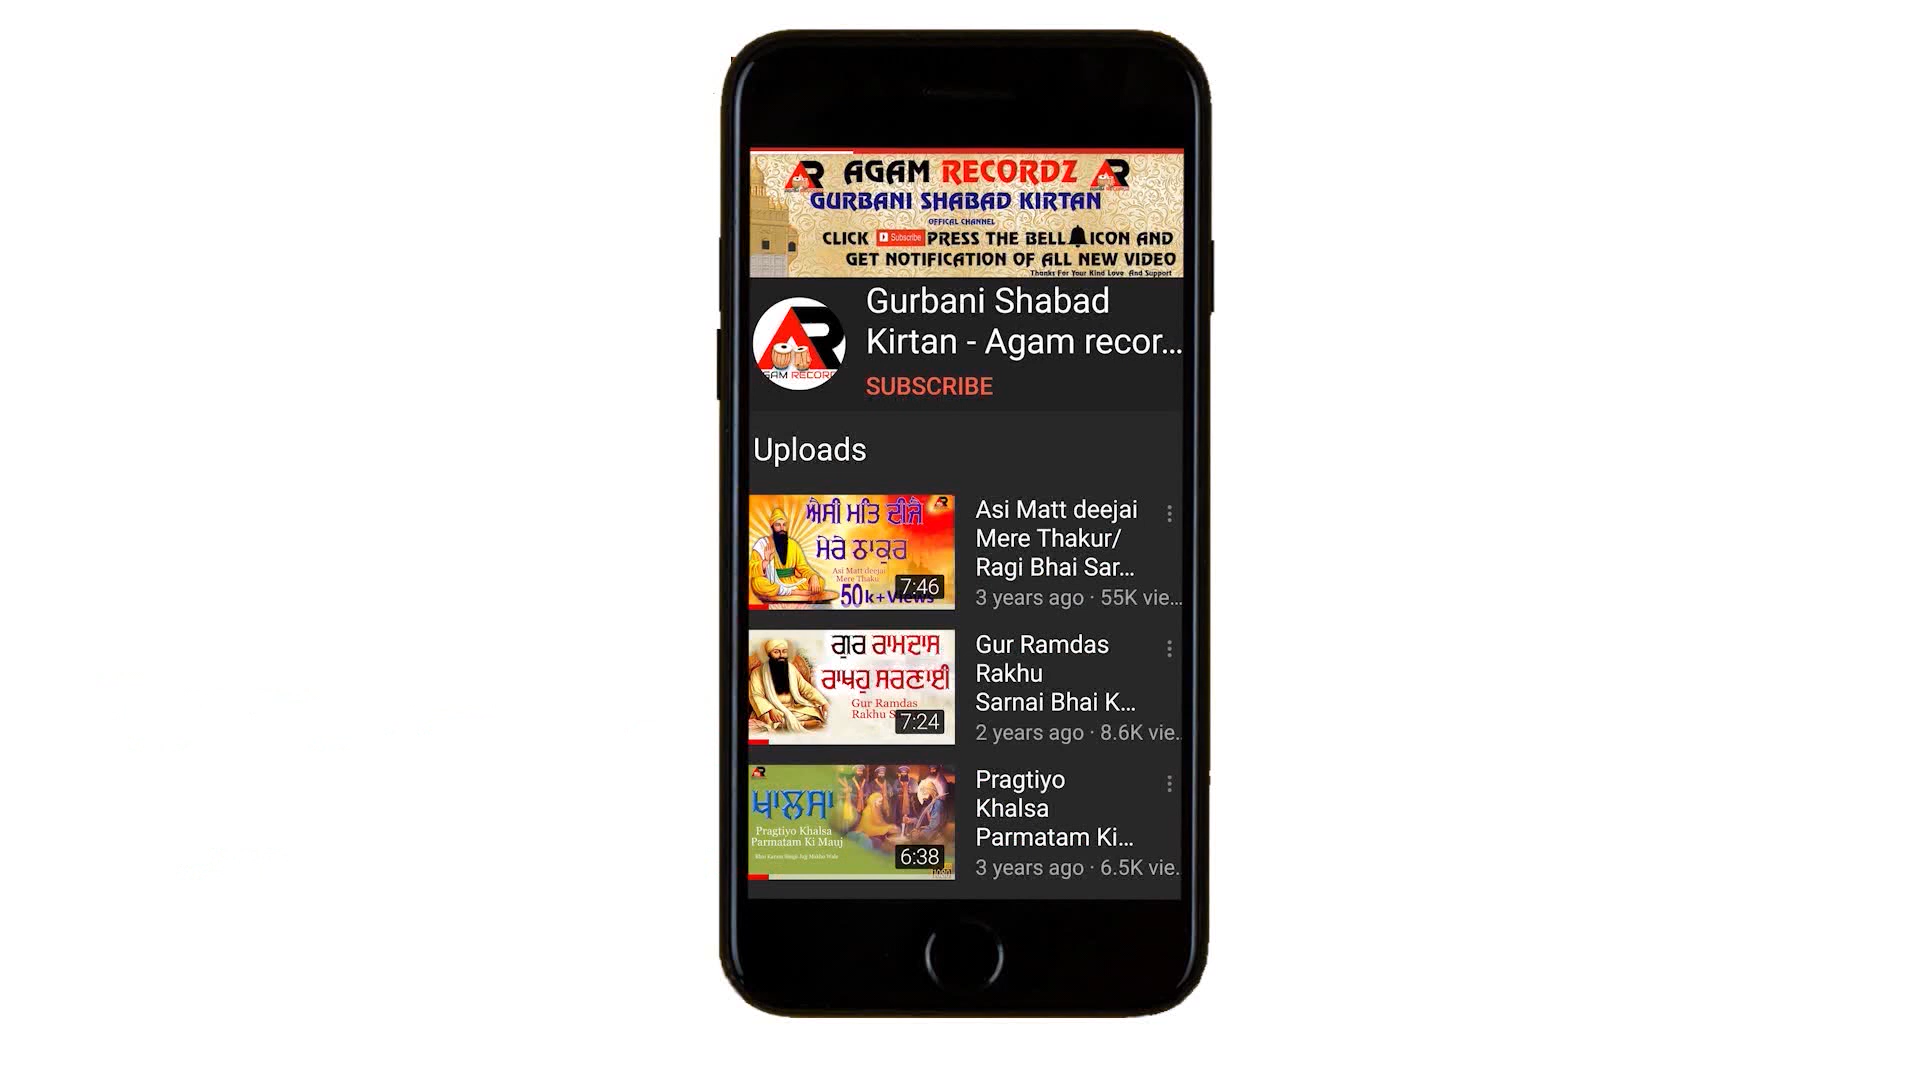 AR AGAM RECORDZ AR
GURBANI SHABAD KIRTAN
OFFICAL CHANNEL
CLICK Subscribe PRESS THE BELL ICON AND
GET NOTIFICATION OF ALL NEW VIDEO
Thanks For Your Kind Love And Support
Gurbani Shabad
Kirtan - Agam recor...
SUBSCRIBE
Uploads
ਐਸੀ ਮਤਿ ਦੀਜੈ
ਮੇਰੈ ਠਾਕੁਰ
Asi Matt deejai
Mere Thaku
50k+Views
7:46
Asi Matt deejai
Mere Thakur/
Ragi Bhai Sar...
3 years ago · 55K vie...
ਗੁਰ ਰਾਮਦਾਸ
ਰਾਖਹੁ ਸਰਣਾਈ
Gur Ramdas
Rakhu S
7:24
Gur Ramdas
Rakhu
Sarnai Bhai K...
2 years ago · 8.6K vie..
ਖਾਲਸਾ
Pragtiyo Khalsa
Parmatam Ki Mauj
6:38
Pragtiyo
Khalsa
Parmatam Ki...
3 years ago · 6.5K vie..